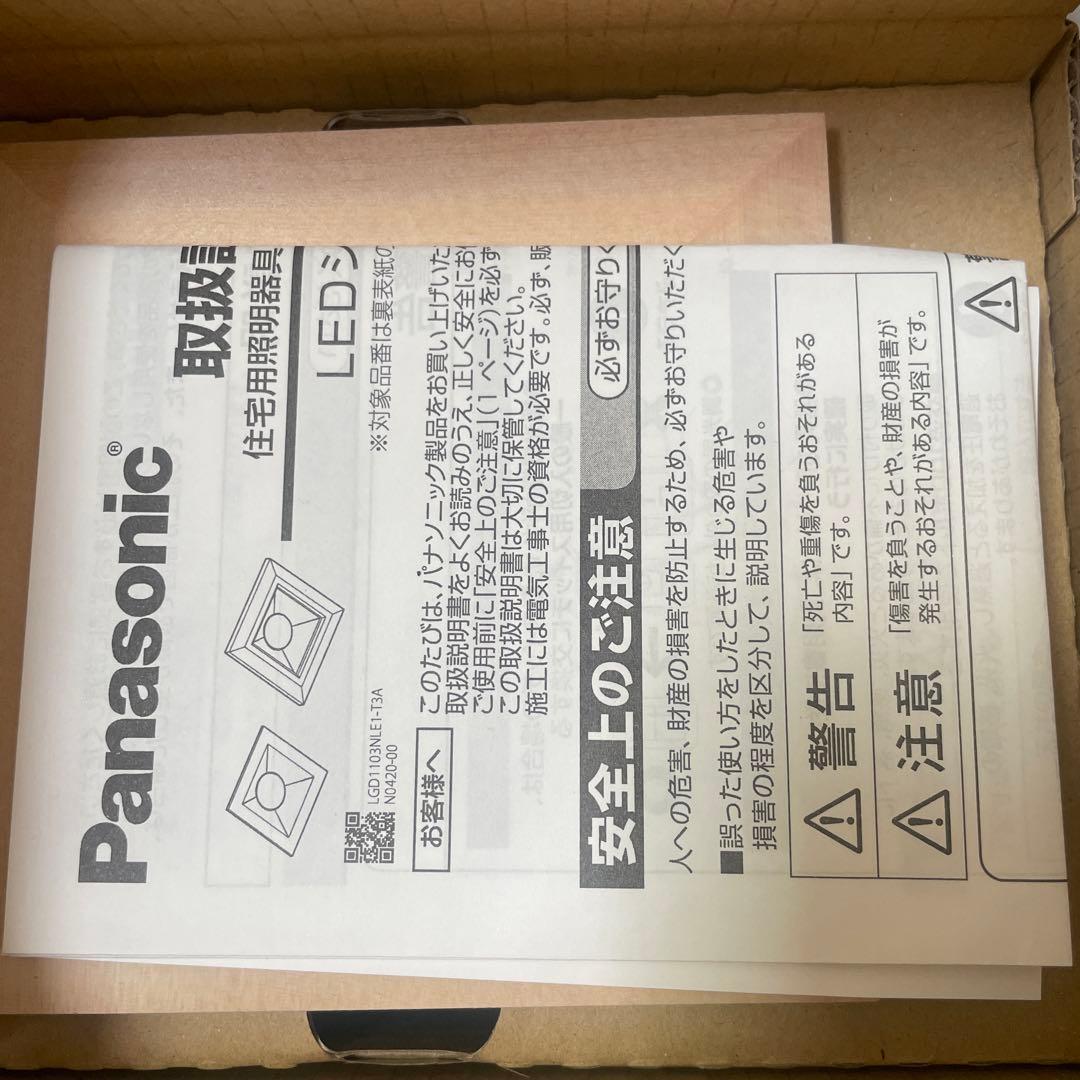 Panasonic®
取扱
住宅用照明器具
LED
※対象品番は裏表紙の
LGD1103NLE1-T3A
N0420-00
お客様へ
このたびは、パナソニック製品をお買い上げいた
取扱説明書をよくお読みのうえ、正しく安全にお
ご使用前に「安全上のご注意」(1ページ)を必ず
この取扱説明書は大切に保管してください。
施工には電気工事士の資格が必要です。必ず、販
安全上のご注意
必ずお守りく
人への危害、財産の損害を防止するため、必ずお守りいただく
■誤った使い方をしたときに生じる危害や
損害の程度を区分して、説明しています。
警告
「死亡や重傷を負うおそれがある
内容」です。
注意
「傷害を負うことや、財産の損害が
発生するおそれがある内容」です。